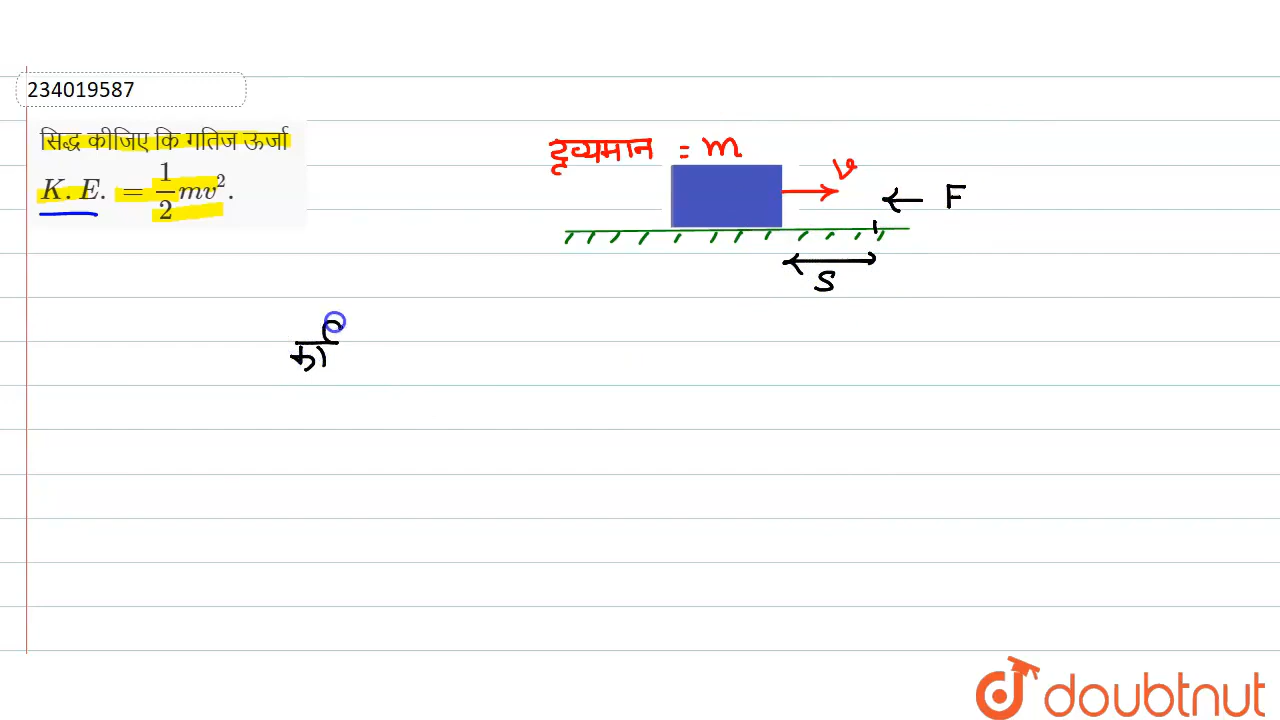 234019587
सिद्ध कीजिए कि गतिज ऊर्जा
K. E. = 1/2 mv².
द्रव्यमान = m
v
F
S
doubtnut